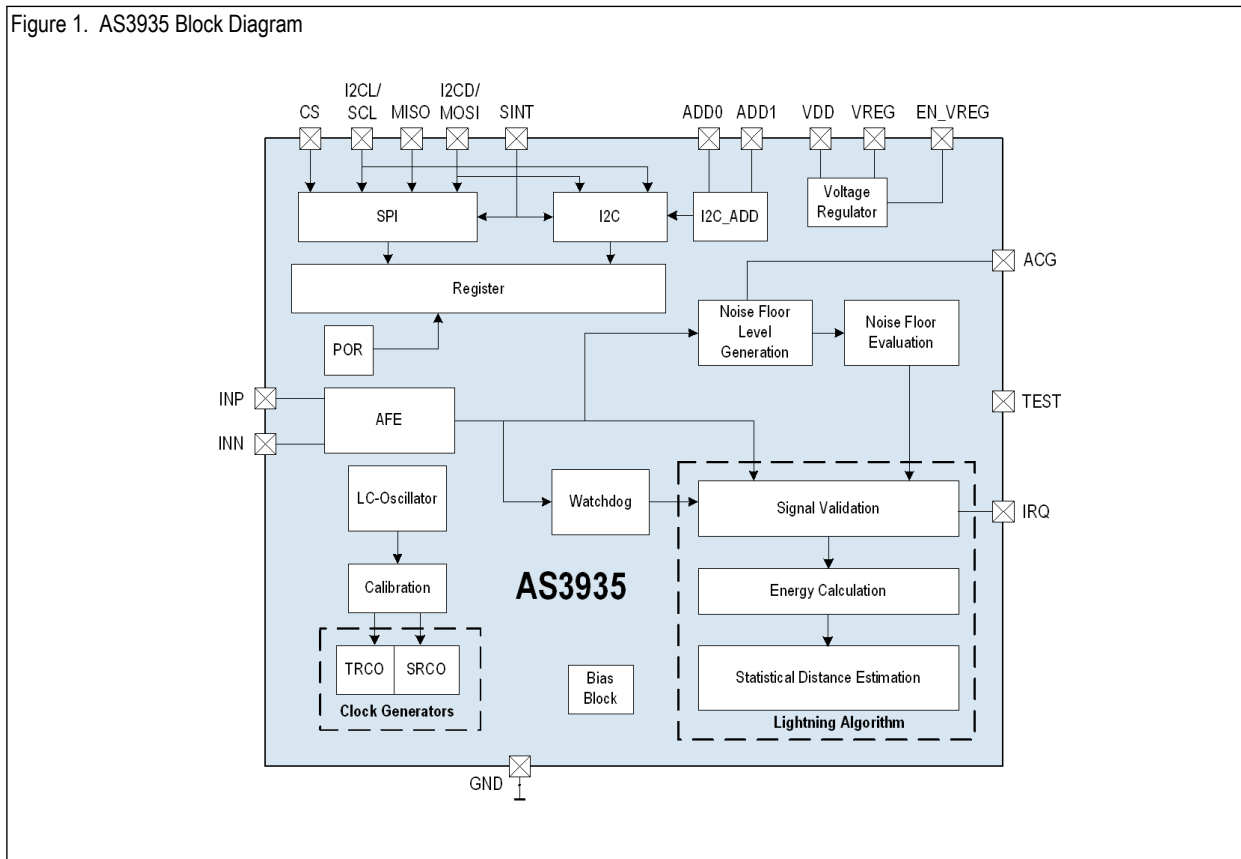 Figure 1. AS3935 Block Diagram
I2CL/
SCL
I2CD/
MOSI
CS
MISO
SINT
ADD0
ADD1
VDD
VREG
EN_VREG
SPI
I2C
I2C_ADD
Voltage
Regulator
ACG
Register
Noise Floor
Level
Generation
Noise Floor
Evaluation
POR
INP
AFE
TEST
INN
LC-Oscillator
Watchdog
Signal Validation
IRQ
Calibration
AS3935
Energy Calculation
TRCO
SRCO
Clock Generators
Bias
Block
Statistical Distance Estimation
Lightning Algorithm
GND